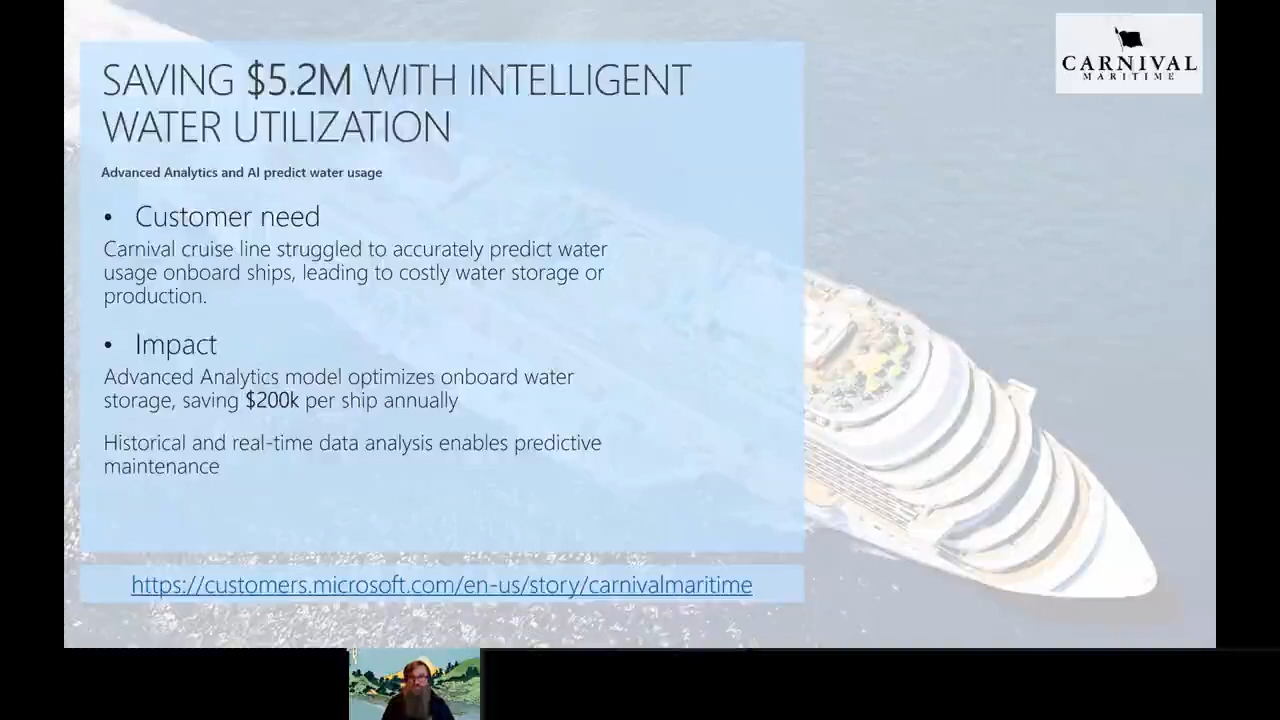 CARNIVAL
MARITIME
SAVING $5.2M WITH INTELLIGENT
WATER UTILIZATION
Advanced Analytics and AI predict water usage
• Customer need
Carnival cruise line struggled to accurately predict water
usage onboard ships, leading to costly water storage or
production.
• Impact
Advanced Analytics model optimizes onboard water
storage, saving $200k per ship annually
Historical and real-time data analysis enables predictive
maintenance
https://customers.microsoft.com/en-us/story/carnivalmaritime